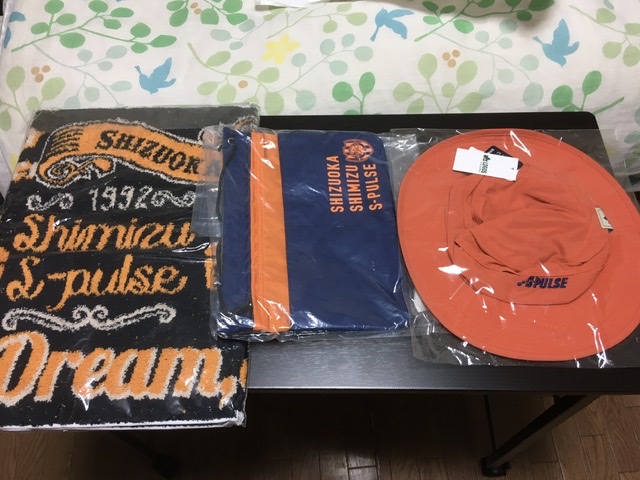 SHIZUOK
1992
Shimizu
S-pulse
Dream,
SHIZUOKA
SHIMIZU
S-PULSE
S-PULSE